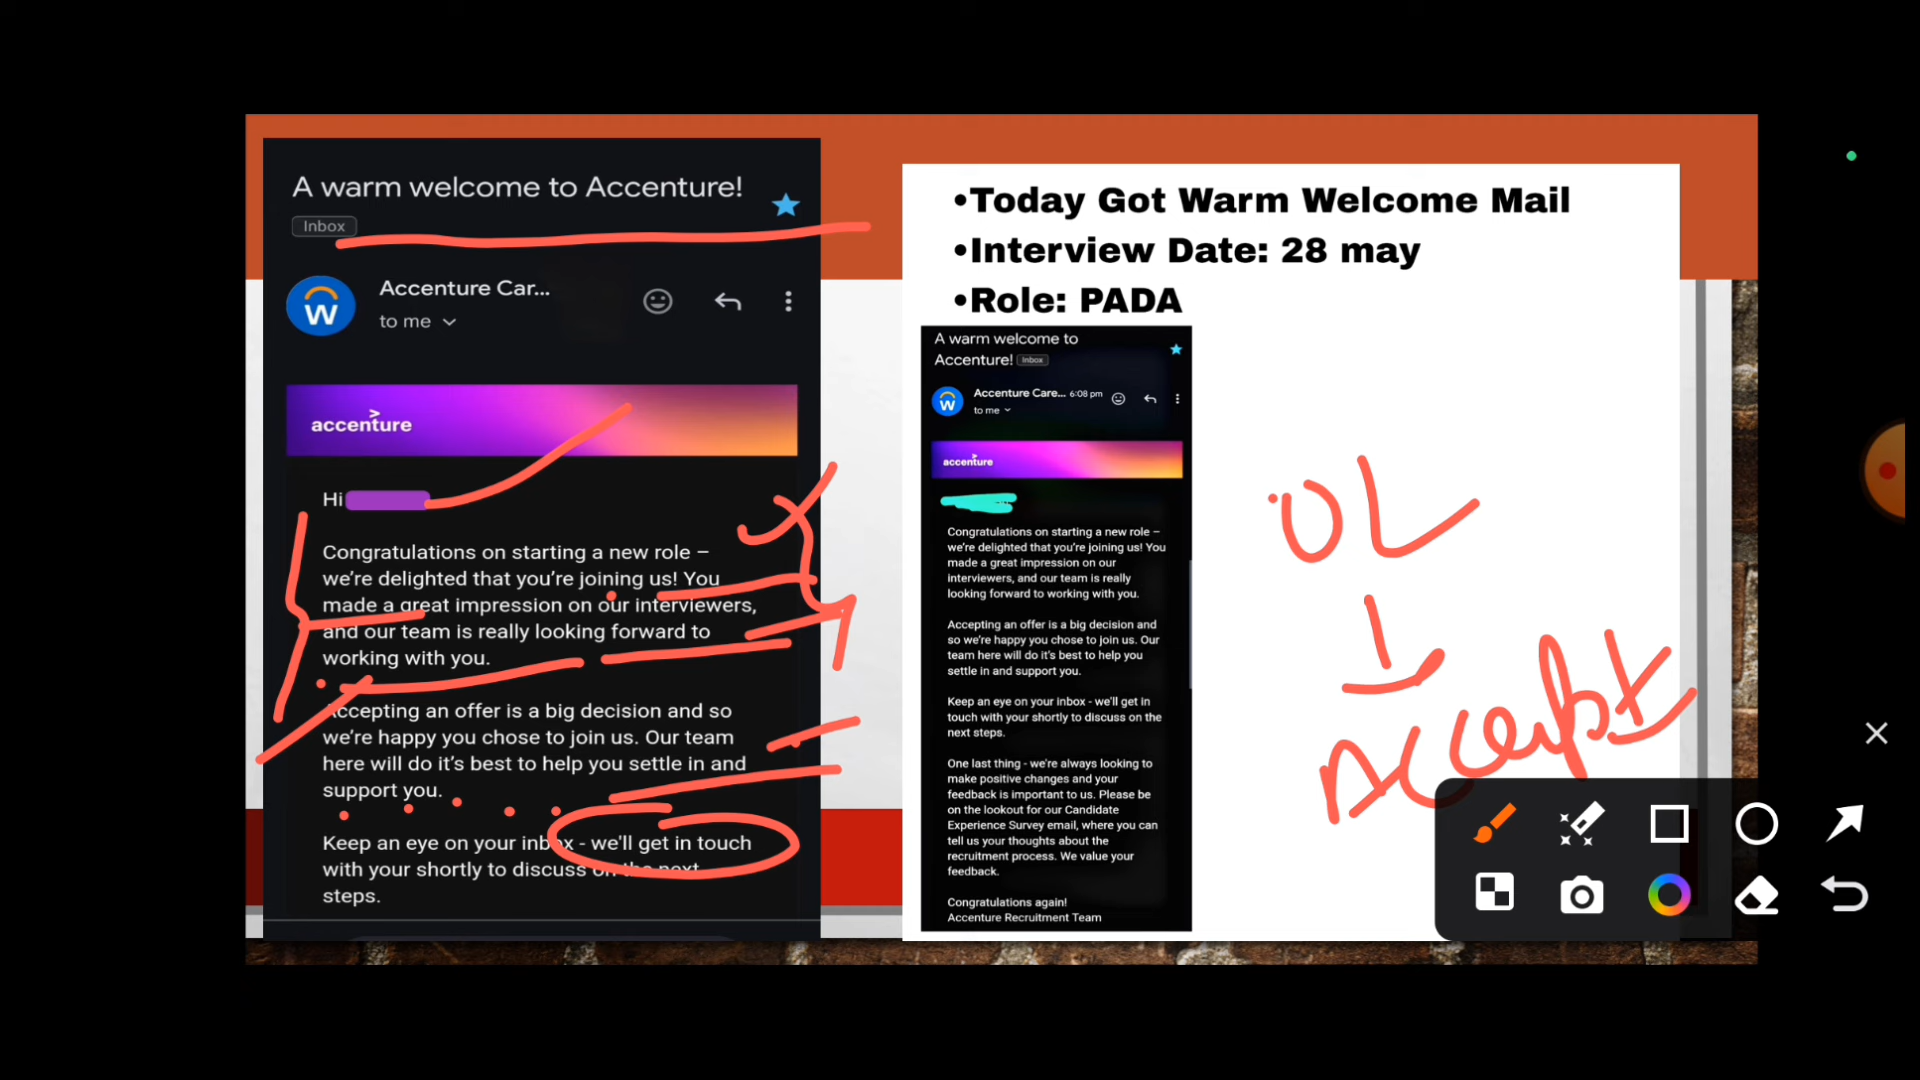 A warm welcome to Accenture!
Inbox
Accenture Car...
to me
W
accenture
Hi
Congratulations on starting a new role –
we're delighted that you're joining us! You
made a great impression on our interviewers,
and our team is really looking forward to
working with you.
Accepting an offer is a big decision and so
we're happy you chose to join us. Our team
here will do it's best to help you settle in and
support you.
Keep an eye on your inbox - we'll get in touch
with your shortly to discuss on the next
steps.
•Today Got Warm Welcome Mail
•Interview Date: 28 may
•Role: PADA
A warm welcome to
Accenture! Inbox
Accenture Care... 6:08 pm
to me
W
accenture
Congratulations on starting a new role –
we're delighted that you're joining us! You
made a great impression on our
interviewers, and our team is really
looking forward to working with you.
Accepting an offer is a big decision and
so we're happy you chose to join us. Our
team here will do it's best to help you
settle in and support you.
Keep an eye on your inbox - we'll get in
touch with your shortly to discuss on the
next steps.
One last thing - we're always looking to
make positive changes and your
feedback is important to us. Please be
on the lookout for our Candidate
Experience Survey email, where you can
tell us your thoughts about the
recruitment process. We value your
feedback.
Congratulations again!
Accenture Recruitment Team
OL
Accept